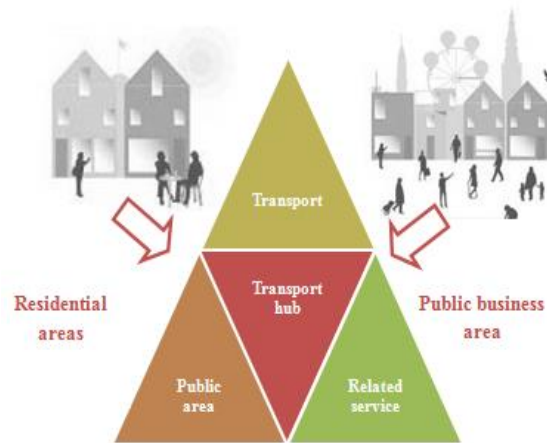 Transport
Transport
hub
Residential
areas
Public business
area
Public
area
Related
service